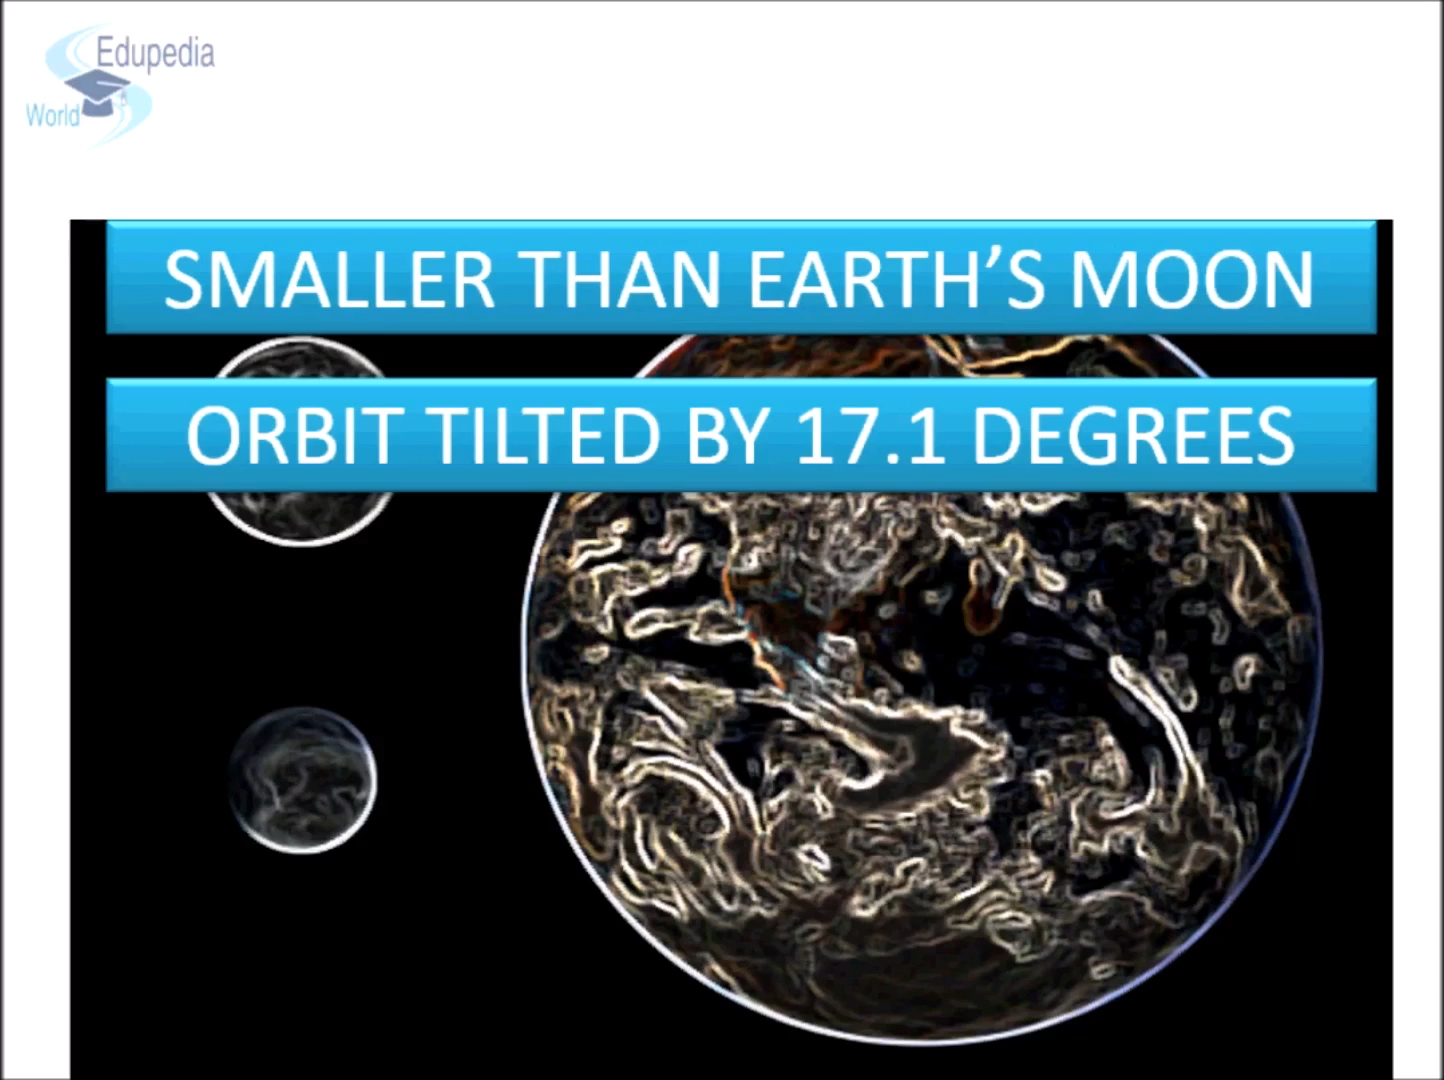 Edupedia
World
SMALLER THAN EARTH’S MOON
ORBIT TILTED BY 17.1 DEGREES